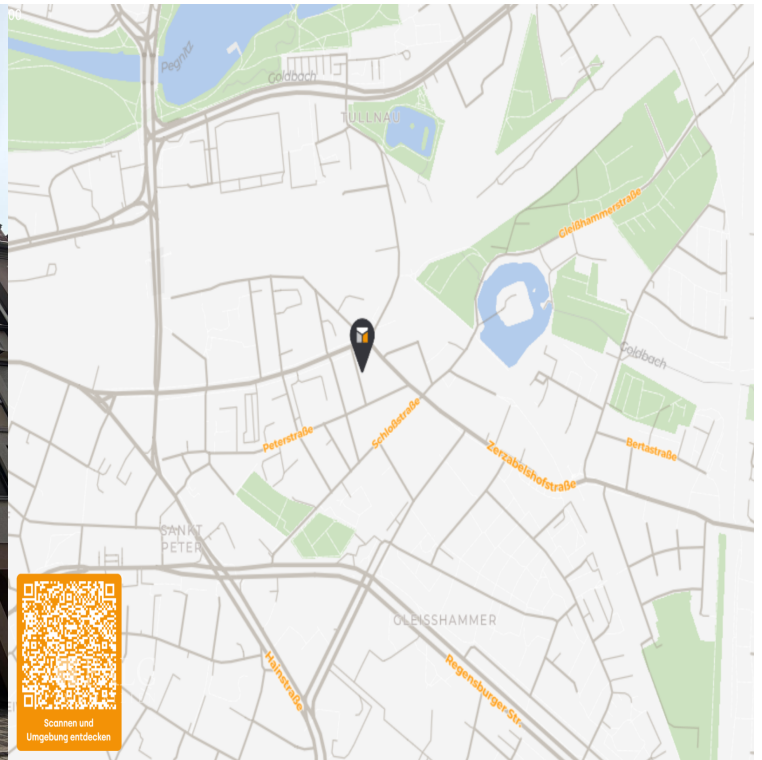 Pegnitz
Goldbach
TULLNAU
Gleißhammerstraße
Goldbach
Peterstraße
Schloßstraße
Zerzabelshofstraße
Bertastraße
SANKT
PETER
GLEISSHAMMER
Hainstraße
Regensburger Str.
Scannen und
Umgebung entdecken